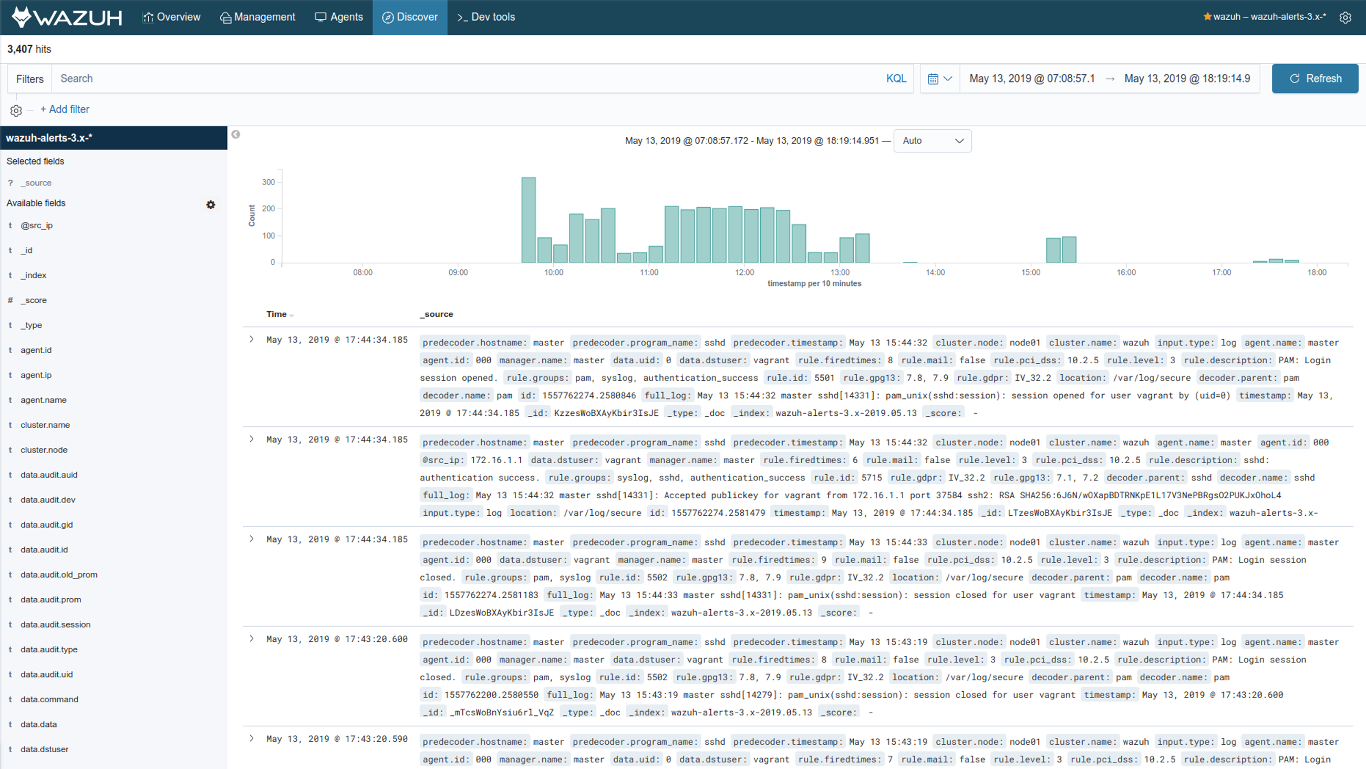 WAZUH Overview Management Agents Discover >_ Dev tools wazuh – wazuh-alerts-3.x-*
3,407 hits
Filters Search KQL May 13, 2019 @ 07:08:57.1 → May 13, 2019 @ 18:19:14.9 Refresh
+ Add filter
wazuh-alerts-3.x-*
Selected fields
? _source
Available fields
t @src_ip
t _id
t _index
# _score
t _type
t agent.id
t agent.ip
t agent.name
t cluster.name
t cluster.node
t data.audit.auid
t data.audit.dev
t data.audit.gid
t data.audit.id
t data.audit.old_prom
t data.audit.prom
t data.audit.session
t data.audit.type
t data.audit.uid
t data.command
t data.data
t data.dstuser
May 13, 2019 @ 07:08:57.172 - May 13, 2019 @ 18:19:14.951 — Auto
Count
300
200
100
0
08:00 09:00 10:00 11:00 12:00 13:00 14:00 15:00 16:00 17:00 18:00
timestamp per 10 minutes
Time _source
May 13, 2019 @ 17:44:34.185 predecoder.hostname: master predecoder.program_name: sshd predecoder.timestamp: May 13 15:44:32 cluster.node: node01 cluster.name: wazuh input.type: log agent.name: master
agent.id: 000 manager.name: master data.uid: 0 data.dstuser: vagrant rule.firedtimes: 8 rule.mail: false rule.pci_dss: 10.2.5 rule.level: 3 rule.description: PAM: Login
session opened. rule.groups: pam, syslog, authentication_success rule.id: 5501 rule.gpg13: 7.8, 7.9 rule.gdpr: IV_32.2 location: /var/log/secure decoder.parent: pam
decoder.name: pam id: 1557762274.2580846 full_log: May 13 15:44:32 master sshd[14331]: pam_unix(sshd:session): session opened for user vagrant by (uid=0) timestamp: May 13,
2019 @ 17:44:34.185 _id: KzzesWoBXAyKbir3IsJE _type: _doc _index: wazuh-alerts-3.x-2019.05.13 _score: -
May 13, 2019 @ 17:44:34.185 predecoder.hostname: master predecoder.program_name: sshd predecoder.timestamp: May 13 15:44:32 cluster.node: node01 cluster.name: wazuh agent.name: master agent.id: 000
@src_ip: 172.16.1.1 data.dstuser: vagrant manager.name: master rule.firedtimes: 6 rule.mail: false rule.level: 3 rule.pci_dss: 10.2.5 rule.description: sshd:
authentication success. rule.groups: syslog, sshd, authentication_success rule.id: 5715 rule.gdpr: IV_32.2 rule.gpg13: 7.1, 7.2 decoder.parent: sshd decoder.name: sshd
full_log: May 13 15:44:32 master sshd[14331]: Accepted publickey for vagrant from 172.16.1.1 port 37584 ssh2: RSA SHA256:6J6N/wOXapBDTRNKpE1L17V3NePBRgsO2PUKJxOhoL4
input.type: log location: /var/log/secure id: 1557762274.2581479 timestamp: May 13, 2019 @ 17:44:34.185 _id: LTzesWoBXAyKbir3IsJE _type: _doc _index: wazuh-alerts-3.x-
May 13, 2019 @ 17:44:34.185 predecoder.hostname: master predecoder.program_name: sshd predecoder.timestamp: May 13 15:44:33 cluster.node: node01 cluster.name: wazuh input.type: log agent.name: master
agent.id: 000 data.dstuser: vagrant manager.name: master rule.firedtimes: 9 rule.mail: false rule.pci_dss: 10.2.5 rule.level: 3 rule.description: PAM: Login session
closed. rule.groups: pam, syslog rule.id: 5502 rule.gpg13: 7.8, 7.9 rule.gdpr: IV_32.2 location: /var/log/secure decoder.parent: pam decoder.name: pam
id: 1557762274.2581183 full_log: May 13 15:44:33 master sshd[14331]: pam_unix(sshd:session): session closed for user vagrant timestamp: May 13, 2019 @ 17:44:34.185
_id: LDzesWoBXAyKbir3IsJE _type: _doc _index: wazuh-alerts-3.x-2019.05.13 _score: -
May 13, 2019 @ 17:43:20.600 predecoder.hostname: master predecoder.program_name: sshd predecoder.timestamp: May 13 15:43:19 cluster.node: node01 cluster.name: wazuh input.type: log agent.name: master
agent.id: 000 manager.name: master data.dstuser: vagrant rule.firedtimes: 8 rule.mail: false rule.level: 3 rule.pci_dss: 10.2.5 rule.description: PAM: Login session
closed. rule.groups: pam, syslog rule.id: 5502 rule.gpg13: 7.8, 7.9 rule.gdpr: IV_32.2 location: /var/log/secure decoder.parent: pam decoder.name: pam
id: 1557762200.2580550 full_log: May 13 15:43:19 master sshd[14279]: pam_unix(sshd:session): session closed for user vagrant timestamp: May 13, 2019 @ 17:43:20.600
_id: _mTcsWoBnYsiu6rl_VqZ _type: _doc _index: wazuh-alerts-3.x-2019.05.13 _score: -
May 13, 2019 @ 17:43:20.590 predecoder.hostname: master predecoder.program_name: sshd predecoder.timestamp: May 13 15:43:19 cluster.node: node01 cluster.name: wazuh input.type: log agent.name: master
agent.id: 000 manager.name: master data.uid: 0 data.dstuser: vagrant rule.firedtimes: 7 rule.mail: false rule.level: 3 rule.pci_dss: 10.2.5 rule.description: PAM: Login